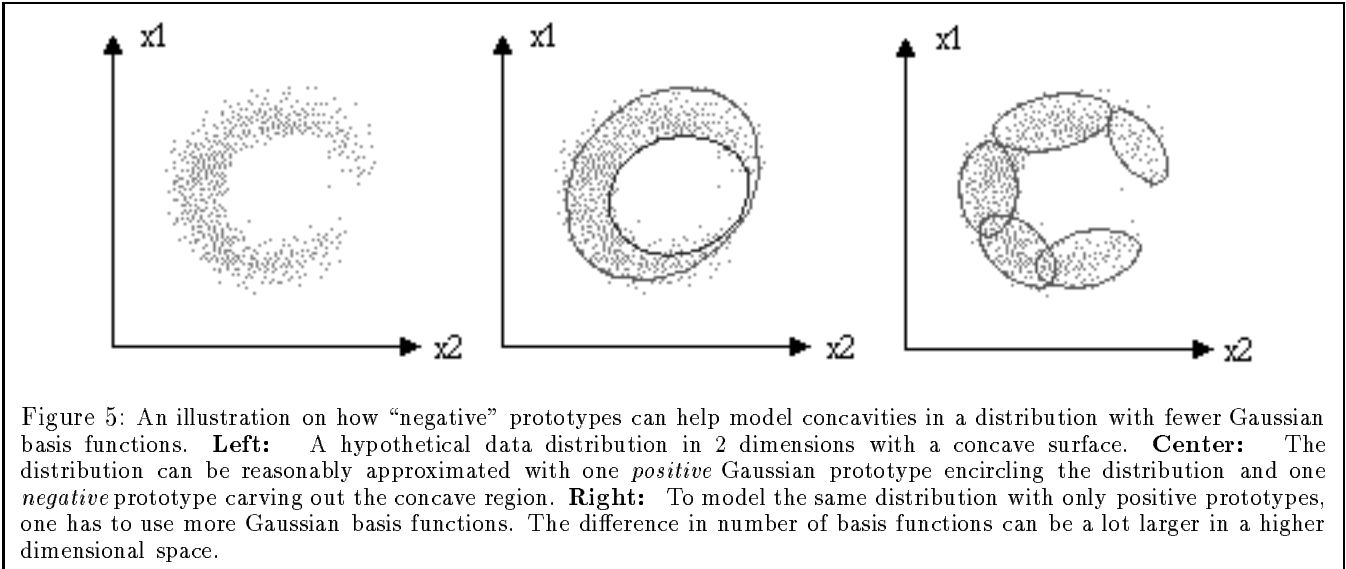 x1
x2
x1
x2
x1
x2
Figure 5: An illustration on how “negative” prototypes can help model concavities in a distribution with fewer Gaussian
basis functions. Left: A hypothetical data distribution in 2 dimensions with a concave surface. Center: The
distribution can be reasonably approximated with one positive Gaussian prototype encircling the distribution and one
negative prototype carving out the concave region. Right: To model the same distribution with only positive prototypes,
one has to use more Gaussian basis functions. The difference in number of basis functions can be a lot larger in a higher
dimensional space.